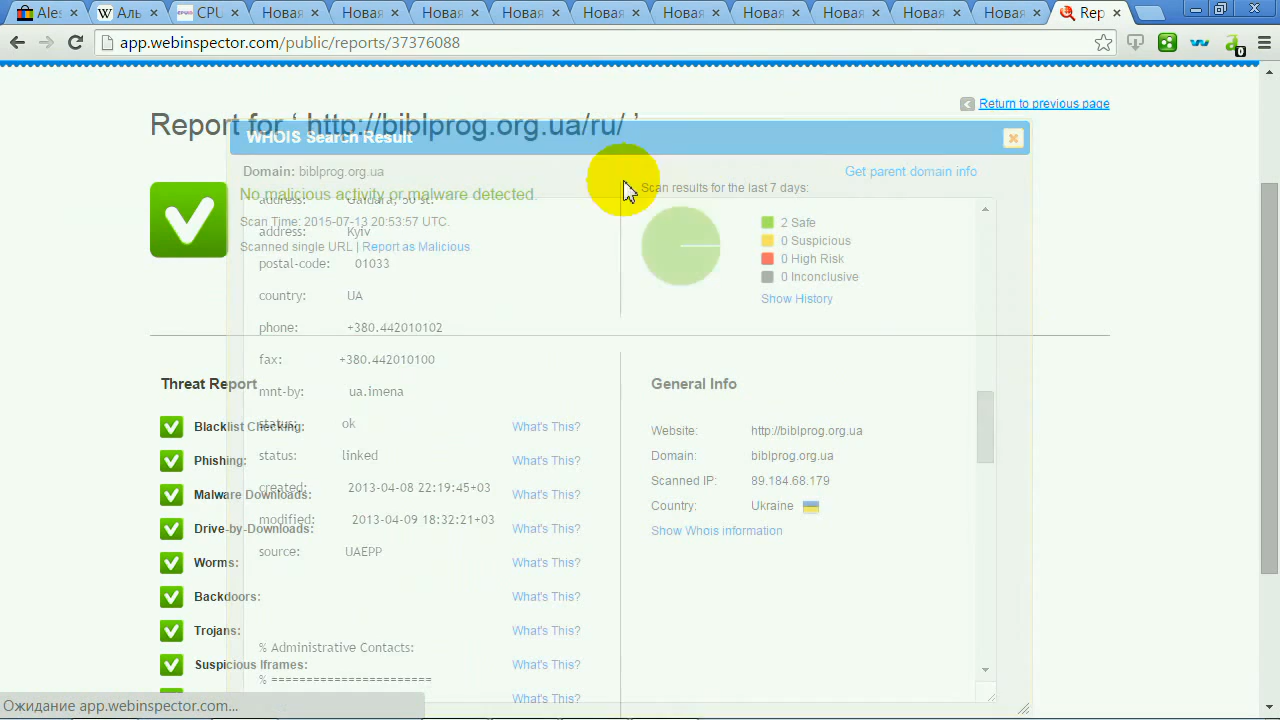 Ales
Аль
CPU
Новая
Новая
Новая
Новая
Новая
Новая
Новая
Новая
Новая
Новая
Rep
app.webinspector.com/public/reports/37376088
0
Return to previous page
Report for ‘ http://biblprog.org.ua/ru/ ’
WHOIS Search Result
Domain: biblprog.org.ua
Get parent domain info
No malicious activity or malware detected.
Scan results for the last 7 days:
address:
address: Kyiv
Scan Time: 2015-07-13 20:53:57 UTC.
Scanned single URL | Report as Malicious
2 Safe
0 Suspicious
0 High Risk
0 Inconclusive
Show History
postal-code: 01033
country: UA
phone: +380.442010102
fax: +380.442010100
mnt-by: ua.imena
status: ok
status: linked
created: 2013-04-08 22:19:45+03
modified: 2013-04-09 18:32:21+03
source: UAEPP
% Administrative Contacts:
% =======================
Threat Report
Blacklist Checking: What's This?
Phishing: What's This?
Malware Downloads: What's This?
Drive-by-Downloads: What's This?
Worms: What's This?
Backdoors: What's This?
Trojans: What's This?
Suspicious Iframes: What's This?
What's This?
General Info
Website: http://biblprog.org.ua
Domain: biblprog.org.ua
Scanned IP: 89.184.68.179
Country: Ukraine
Show Whois information
Ожидание app.webinspector.com...